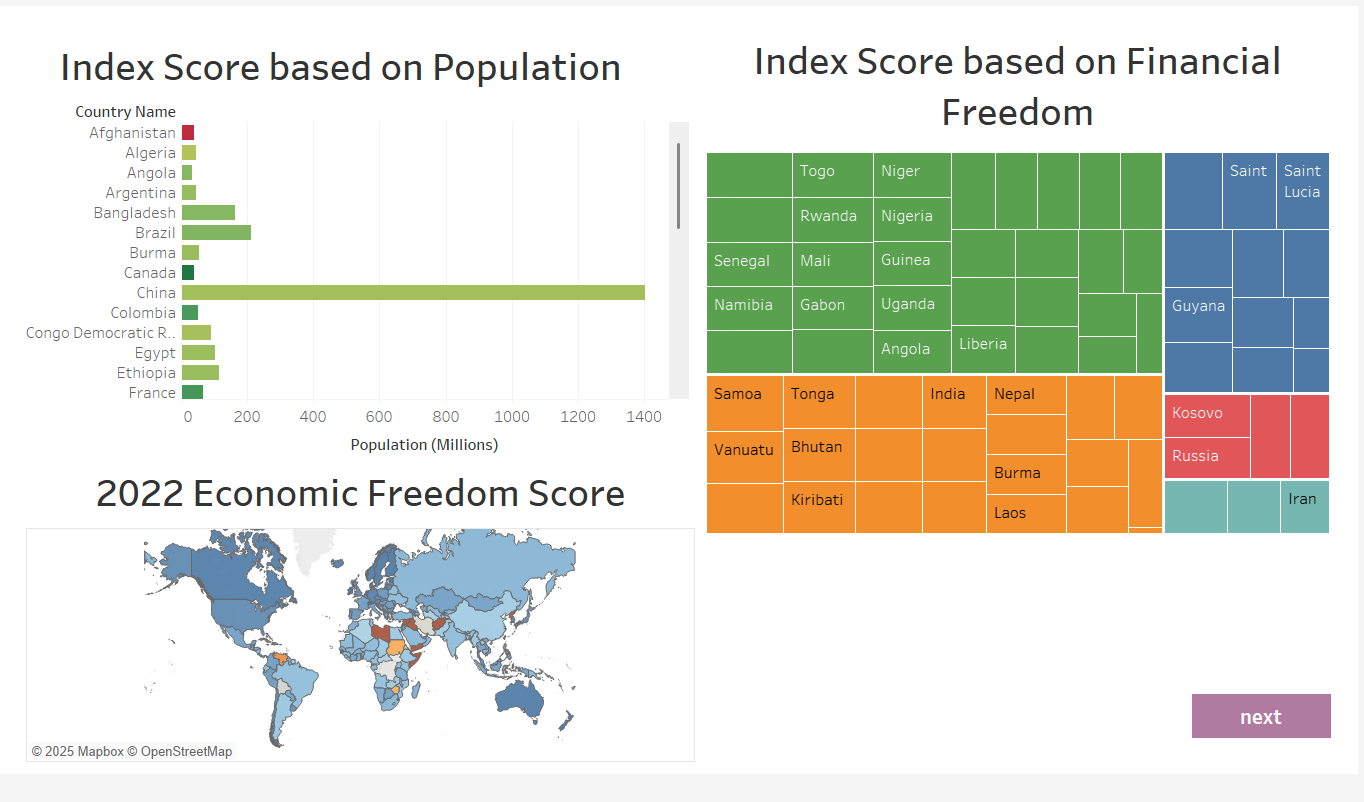 Index Score based on Population
Country Name
Afghanistan
Algeria
Angola
Argentina
Bangladesh
Brazil
Burma
Canada
China
Colombia
Congo Democratic R..
Egypt
Ethiopia
France
0 200 400 600 800 1000 1200 1400
Population (Millions)
2022 Economic Freedom Score
© 2025 Mapbox © OpenStreetMap
Index Score based on Financial
Freedom
Togo Niger Saint Saint
Lucia
Rwanda Nigeria
Senegal Mali Guinea
Namibia Gabon Uganda Guyana
Angola Liberia
Samoa Tonga India Nepal Kosovo
Vanuatu Bhutan Russia
Burma
Kiribati Iran
Laos
next